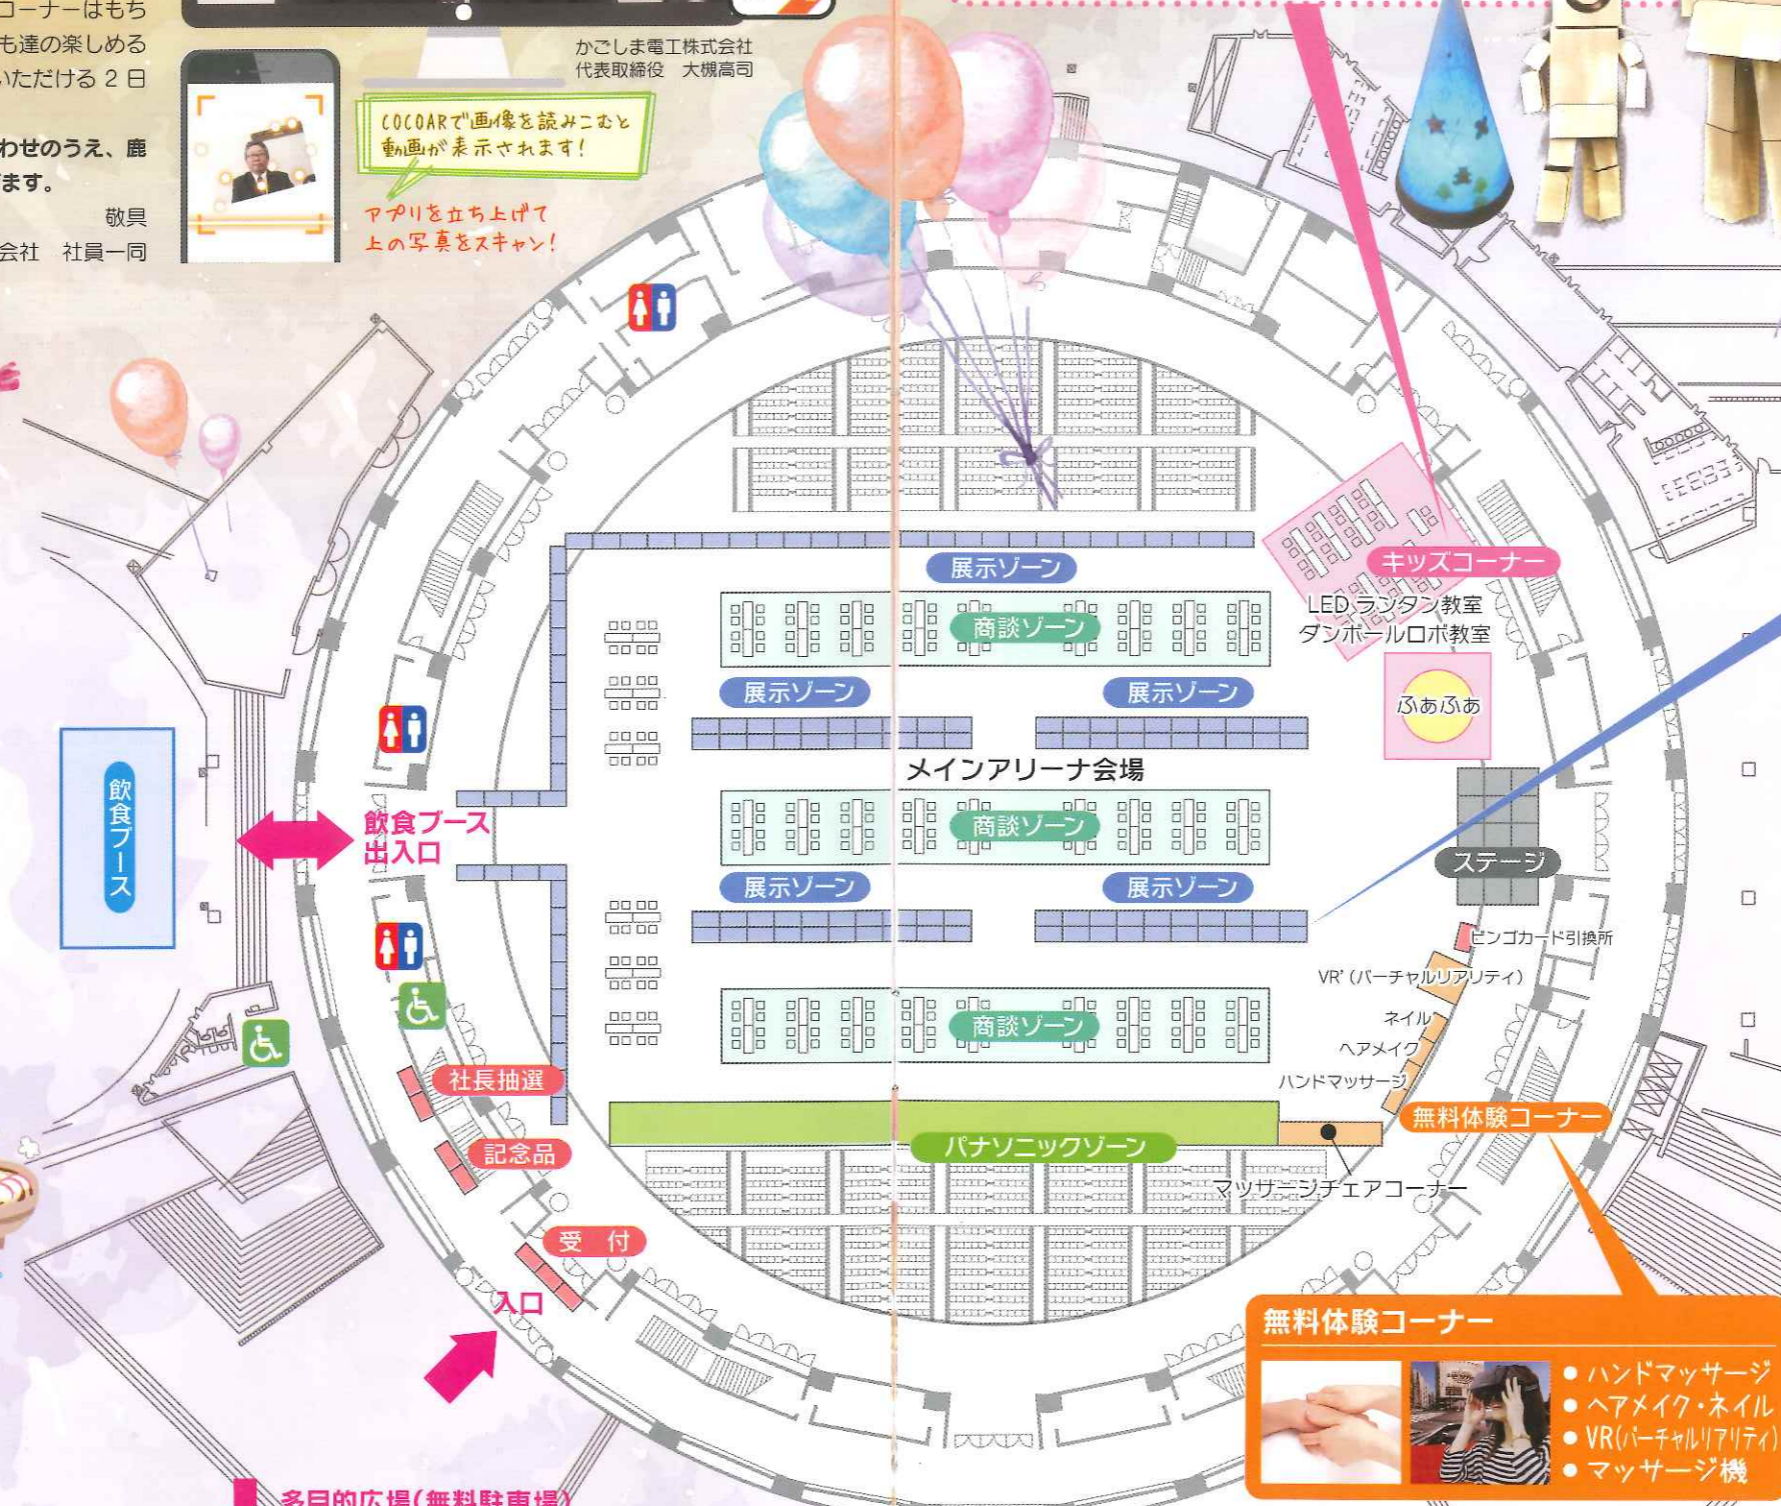 コーナーはもち
も達の楽しめる
いただける 2 日
わせのうえ、鹿
ます。
敬具
会社　社員一同
かごしま電工株式会社
代表取締役　大槻高司
COCOARで画像を読みこむと
動画が表示されます!
アプリを立ち上げて
上の写真をスキャン!
展示ゾーン
キッズコーナー
LEDランタン教室
ダンボールロボ教室
商談ゾーン
展示ゾーン
展示ゾーン
ふぁふぁ
メインアリーナ会場
飲食ブース
飲食ブース
出入口
商談ゾーン
ステージ
展示ゾーン
展示ゾーン
ビンゴカード引換所
VR(バーチャルリアリティ)
ネイル
ヘアメイク
ハンドマッサージ
商談ゾーン
社長抽選
記念品
受　付
入口
パナソニックゾーン
無料体験コーナー
マッサージチェアコーナー
無料体験コーナー
●ハンドマッサージ
●ヘアメイク・ネイル
●VR(バーチャルリアリティ)
●マッサージ機
多目的広場(無料駐車場)